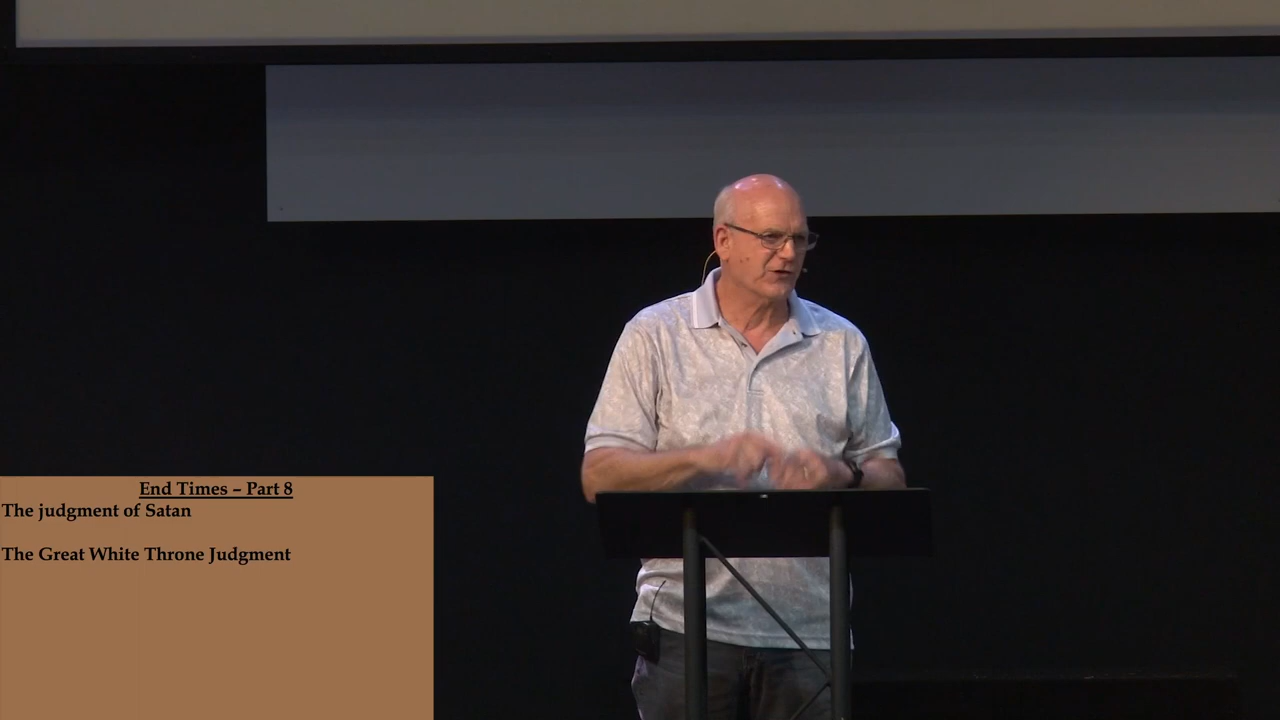 End Times – Part 8
The judgment of Satan
The Great White Throne Judgment